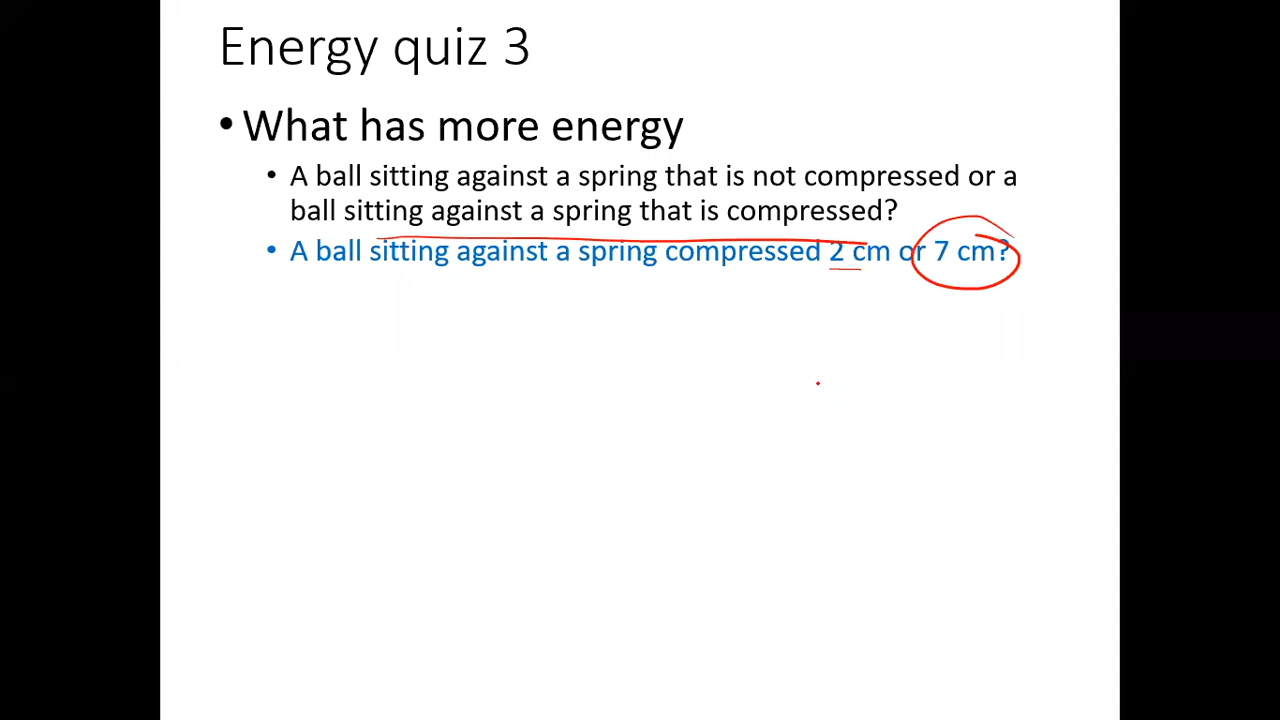 Energy quiz 3
• What has more energy
• A ball sitting against a spring that is not compressed or a
ball sitting against a spring that is compressed?
• A ball sitting against a spring compressed 2 cm or 7 cm?